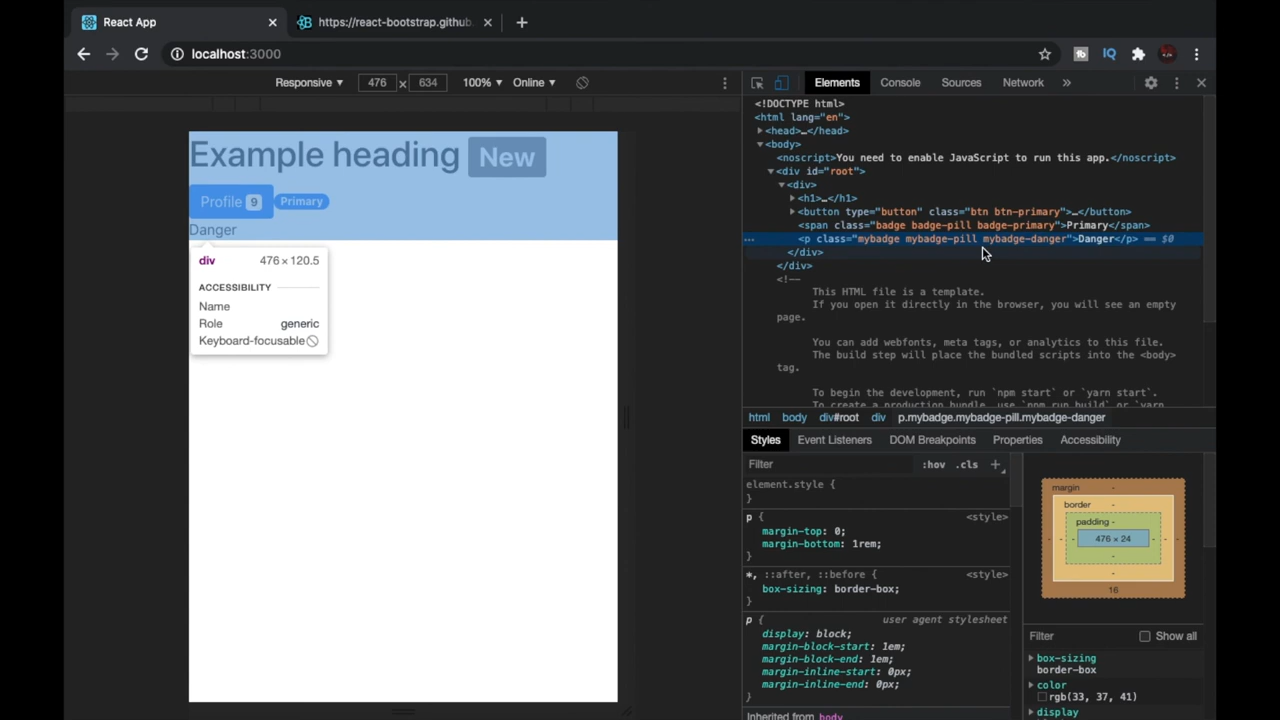 React App
https://react-bootstrap.github.
localhost:3000
Responsive ▾ 476 × 634 100% ▾ Online ▾
Example heading New
Profile 9 Primary
Danger
div 476 × 120.5
ACCESSIBILITY
Name
Role generic
Keyboard-focusable
Elements Console Sources Network »
<!DOCTYPE html>
<html lang="en">
<head>…</head>
<body>
<noscript>You need to enable JavaScript to run this app.</noscript>
<div id="root">
<div>
<h1>…</h1>
<button type="button" class="btn btn-primary">…</button>
<span class="badge badge-pill badge-primary">Primary</span>
<p class="mybadge mybadge-pill mybadge-danger">Danger</p> == $0
</div>
</div>
<!--
This HTML file is a template.
If you open it directly in the browser, you will see an empty
page.
You can add webfonts, meta tags, or analytics to this file.
The build step will place the bundled scripts into the <body>
tag.
To begin the development, run `npm start` or `yarn start`.
To create a production bundle, use `npm run build` or `yarn
html body div#root div p.mybadge.mybadge-pill.mybadge-danger
Styles Event Listeners DOM Breakpoints Properties Accessibility
Filter :hov .cls +
element.style {
}
p { <style>
margin-top: 0;
margin-bottom: 1rem;
}
*, ::after, ::before { <style>
box-sizing: border-box;
}
p { user agent stylesheet
display: block;
margin-block-start: 1em;
margin-block-end: 1em;
margin-inline-start: 0px;
margin-inline-end: 0px;
}
Inherited from body
margin -
border -
padding -
- - - 476 × 24 - - -
-
-
16
Filter Show all
box-sizing
border-box
color
rgb(33, 37, 41)
display